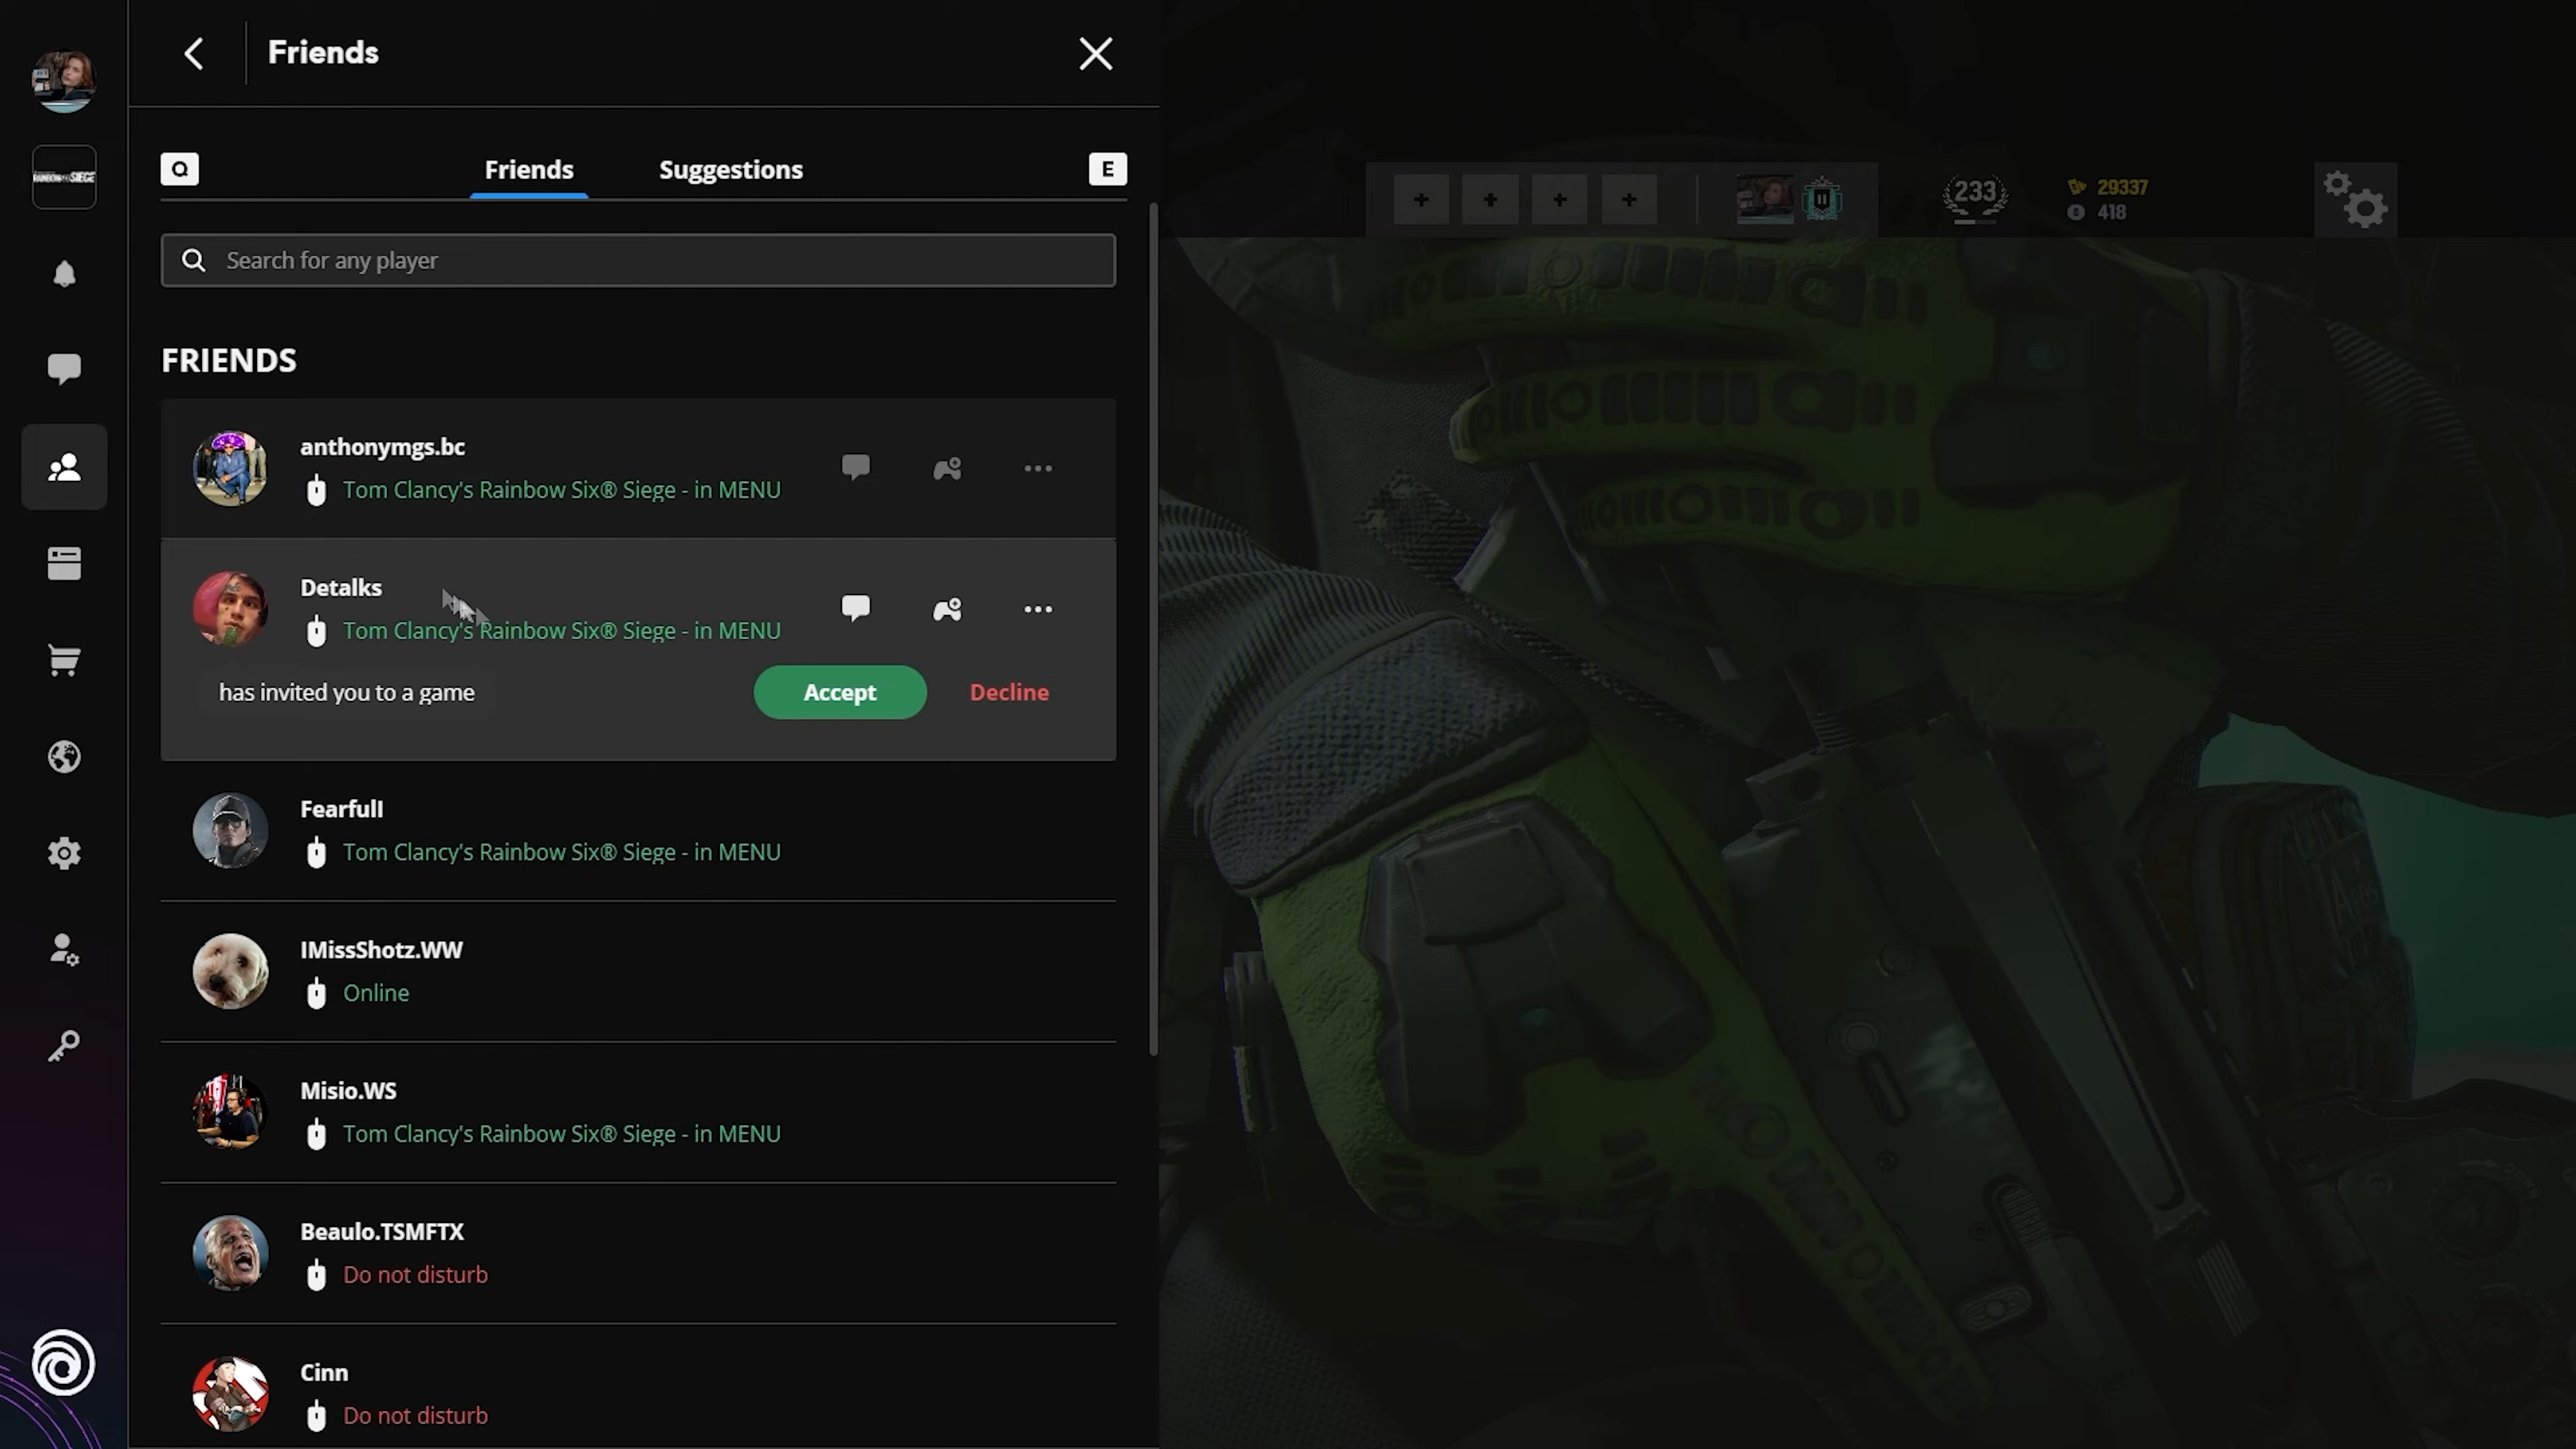 Friends
Q
Friends
Suggestions
E
Search for any player
FRIENDS
anthonymgs.bc
Tom Clancy's Rainbow Six® Siege - in MENU
Detalks
Tom Clancy's Rainbow Six® Siege - in MENU
has invited you to a game
Accept
Decline
Fearfull
Tom Clancy's Rainbow Six® Siege - in MENU
IMissShotz.WW
Online
Misio.WS
Tom Clancy's Rainbow Six® Siege - in MENU
Beaulo.TSMFTX
Do not disturb
Cinn
Do not disturb
RAINBOW SIX SIEGE
233
29337
418